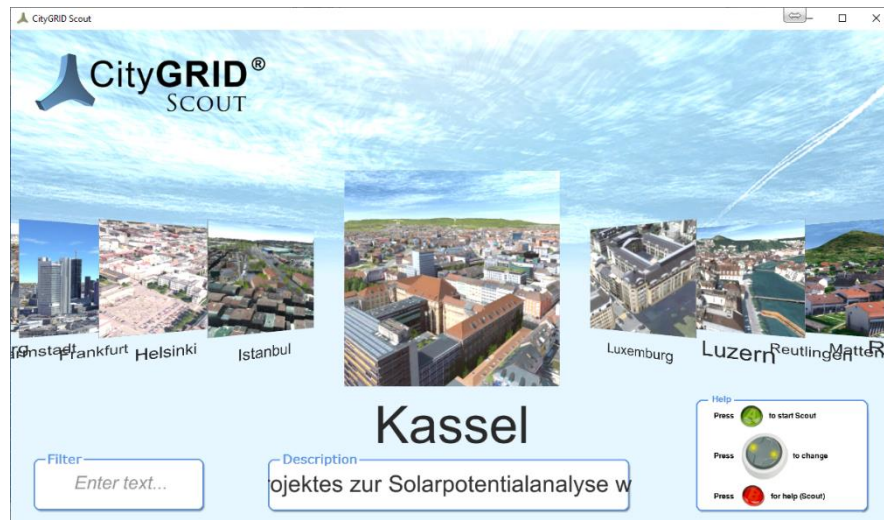 CityGRID Scout
CityGRID®
SCOUT
Frankfurt
Helsinki
Istanbul
Luxemburg
Luzern
Reutlingen
Kassel
Help
Press A to start Scout
Press to change
Press B for help (Scout)
Filter
Enter text...
Description
ojektes zur Solarpotentialanalyse w